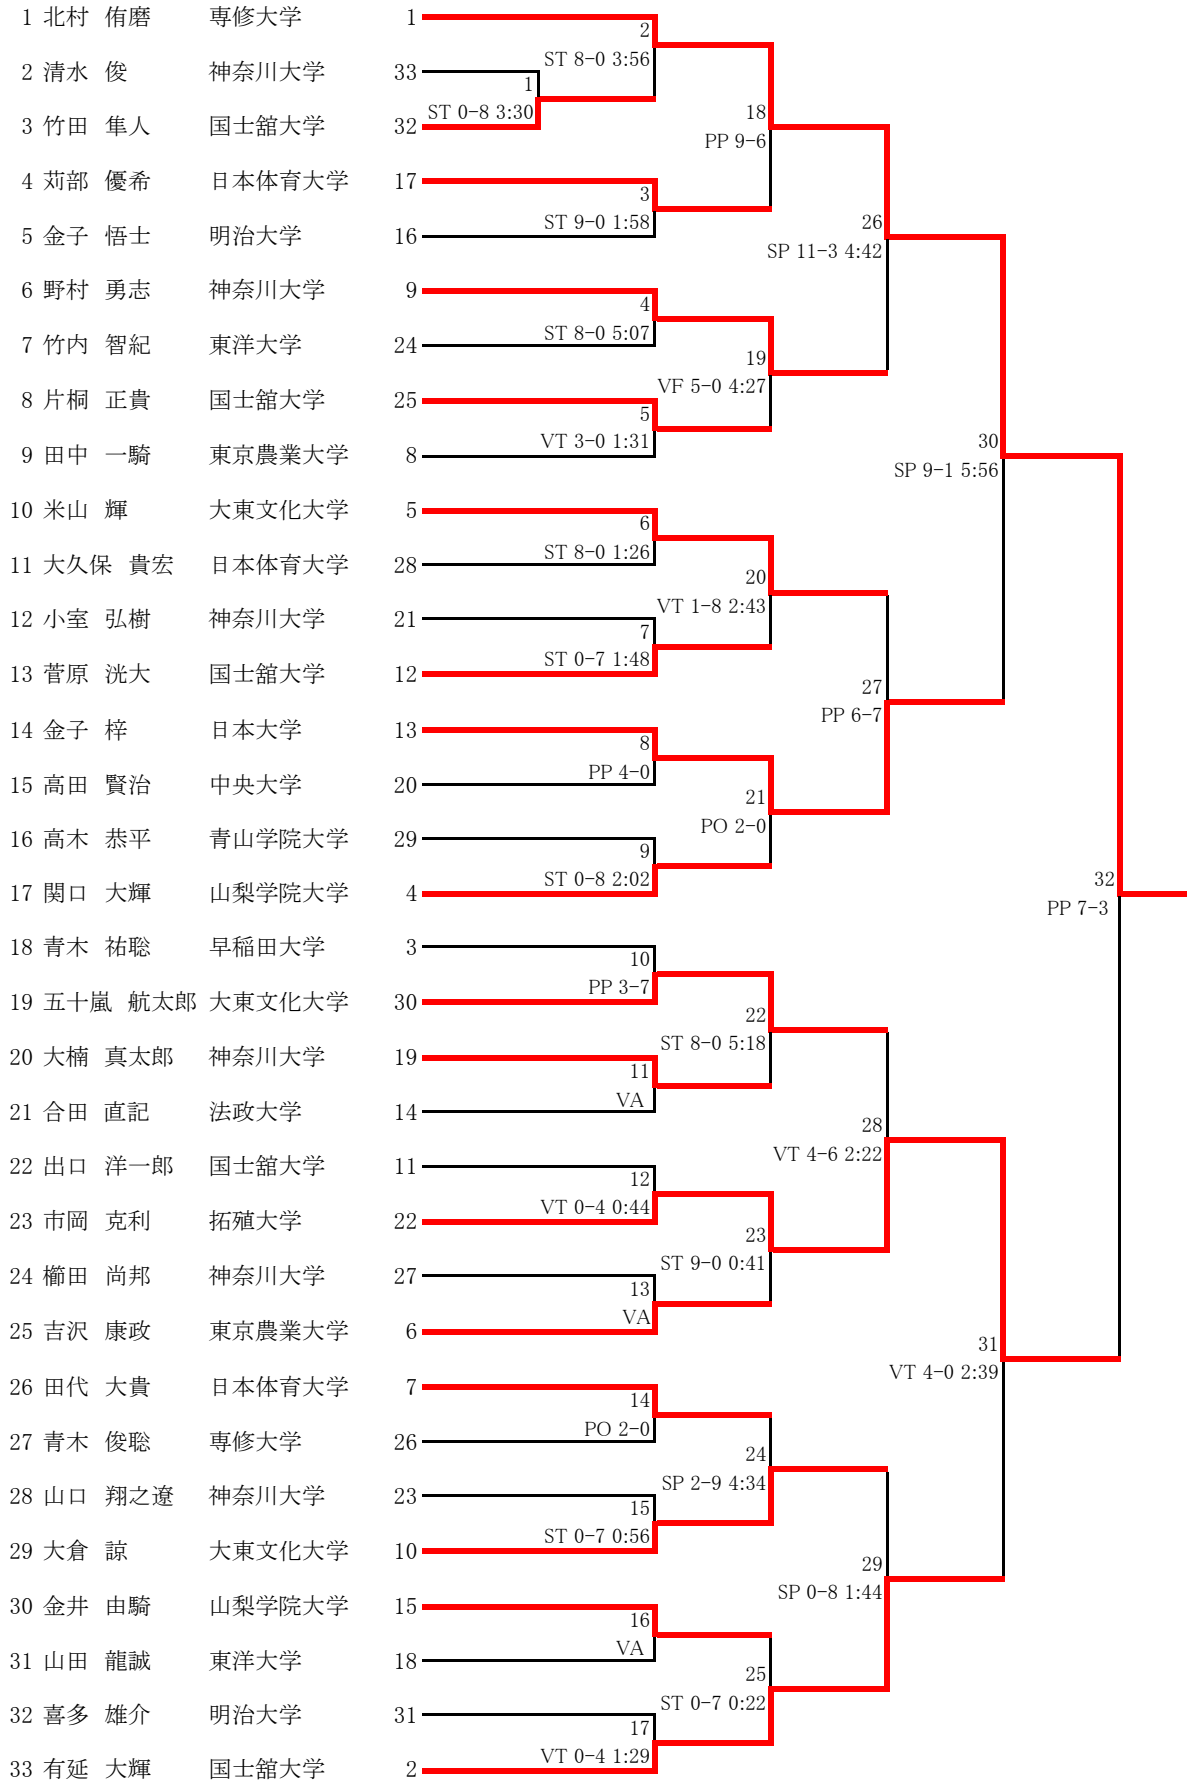 1 北村 侑磨 専修大学 1
2
ST 8-0 3:56
2 清水 俊 神奈川大学 33
1
ST 0-8 3:30
3 竹田 隼人 国士舘大学 32
18
PP 9-6
4 苅部 優希 日本体育大学 17
3
ST 9-0 1:58
5 金子 悟士 明治大学 16
26
SP 11-3 4:42
6 野村 勇志 神奈川大学 9
4
ST 8-0 5:07
7 竹内 智紀 東洋大学 24
19
VF 5-0 4:27
8 片桐 正貴 国士舘大学 25
5
VT 3-0 1:31
9 田中 一騎 東京農業大学 8
30
SP 9-1 5:56
10 米山 輝 大東文化大学 5
6
ST 8-0 1:26
11 大久保 貴宏 日本体育大学 28
20
VT 1-8 2:43
12 小室 弘樹 神奈川大学 21
7
ST 0-7 1:48
13 菅原 洸大 国士舘大学 12
27
PP 6-7
14 金子 梓 日本大学 13
8
PP 4-0
15 高田 賢治 中央大学 20
21
PO 2-0
16 高木 恭平 青山学院大学 29
9
ST 0-8 2:02
17 関口 大輝 山梨学院大学 4
32
PP 7-3
18 青木 祐聡 早稲田大学 3
10
PP 3-7
19 五十嵐 航太郎 大東文化大学 30
22
ST 8-0 5:18
20 大楠 真太郎 神奈川大学 19
11
VA
21 合田 直記 法政大学 14
28
VT 4-6 2:22
22 出口 洋一郎 国士舘大学 11
12
VT 0-4 0:44
23 市岡 克利 拓殖大学 22
23
ST 9-0 0:41
24 櫛田 尚邦 神奈川大学 27
13
VA
25 吉沢 康政 東京農業大学 6
31
VT 4-0 2:39
26 田代 大貴 日本体育大学 7
14
PO 2-0
27 青木 俊聡 専修大学 26
24
SP 2-9 4:34
28 山口 翔之遼 神奈川大学 23
15
ST 0-7 0:56
29 大倉 諒 大東文化大学 10
29
SP 0-8 1:44
30 金井 由騎 山梨学院大学 15
16
VA
31 山田 龍誠 東洋大学 18
25
ST 0-7 0:22
32 喜多 雄介 明治大学 31
17
VT 0-4 1:29
33 有延 大輝 国士舘大学 2